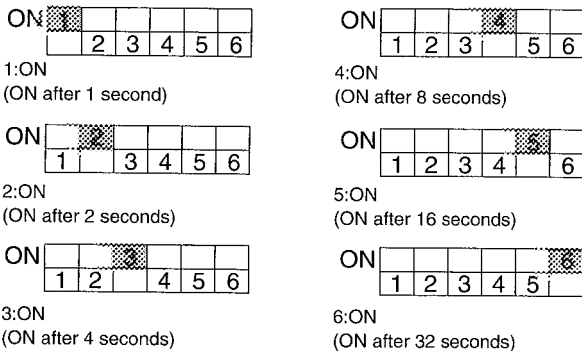 ON 1
2 3 4 5 6
1:ON
(ON after 1 second)
ON 2
1 3 4 5 6
2:ON
(ON after 2 seconds)
ON 3
1 2 4 5 6
3:ON
(ON after 4 seconds)
ON 4
1 2 3 5 6
4:ON
(ON after 8 seconds)
ON 5
1 2 3 4 6
5:ON
(ON after 16 seconds)
ON 6
1 2 3 4 5
6:ON
(ON after 32 seconds)